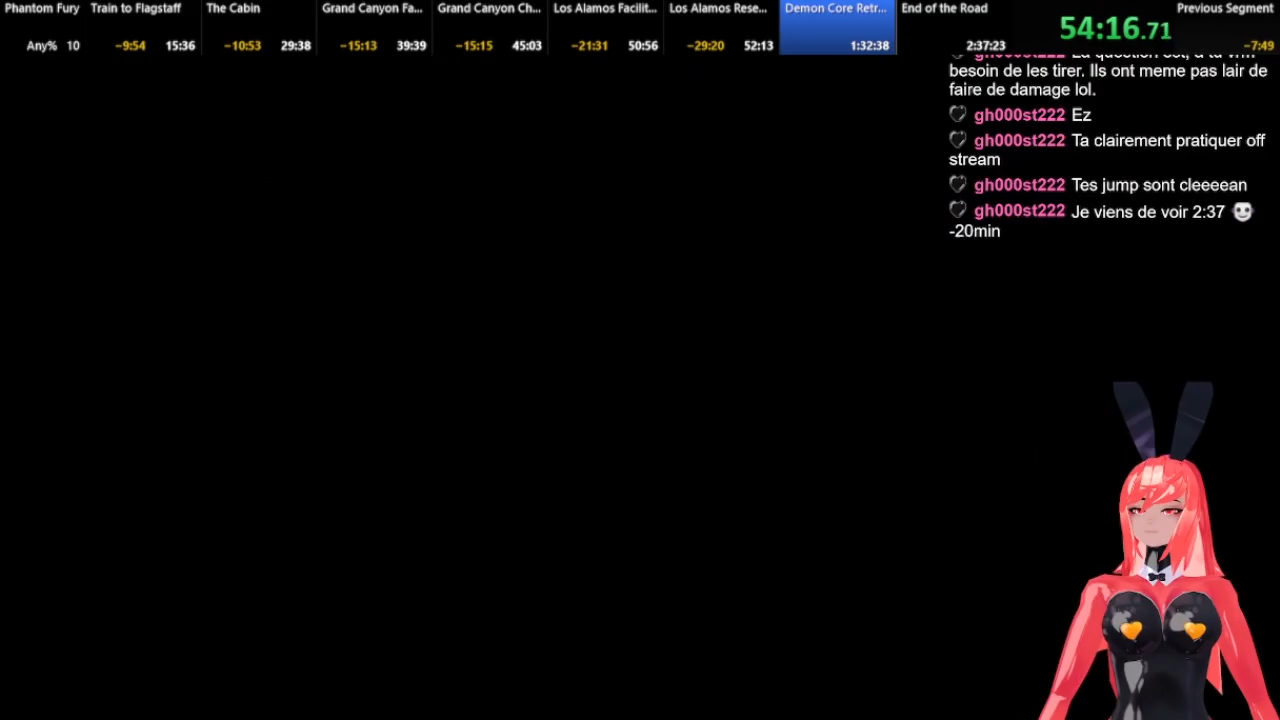 Phantom Fury
Any% 10
Train to Flagstaff
−9:54 15:36
The Cabin
−10:53 29:38
Grand Canyon Fa...
−15:13 39:39
Grand Canyon Ch...
−15:15 45:03
Los Alamos Facilit...
−21:31 50:56
Los Alamos Rese...
−29:20 52:13
Demon Core Retr...
1:32:38
End of the Road
2:37:23
54:16.71
Previous Segment
−7:49
gh000st222 La question est, a ta
besoin de les tirer. Ils ont meme pas lair de
faire de damage lol.
gh000st222 Ez
gh000st222 Ta clairement pratiquer off
stream
gh000st222 Tes jump sont cleeeean
gh000st222 Je viens de voir 2:37
-20min